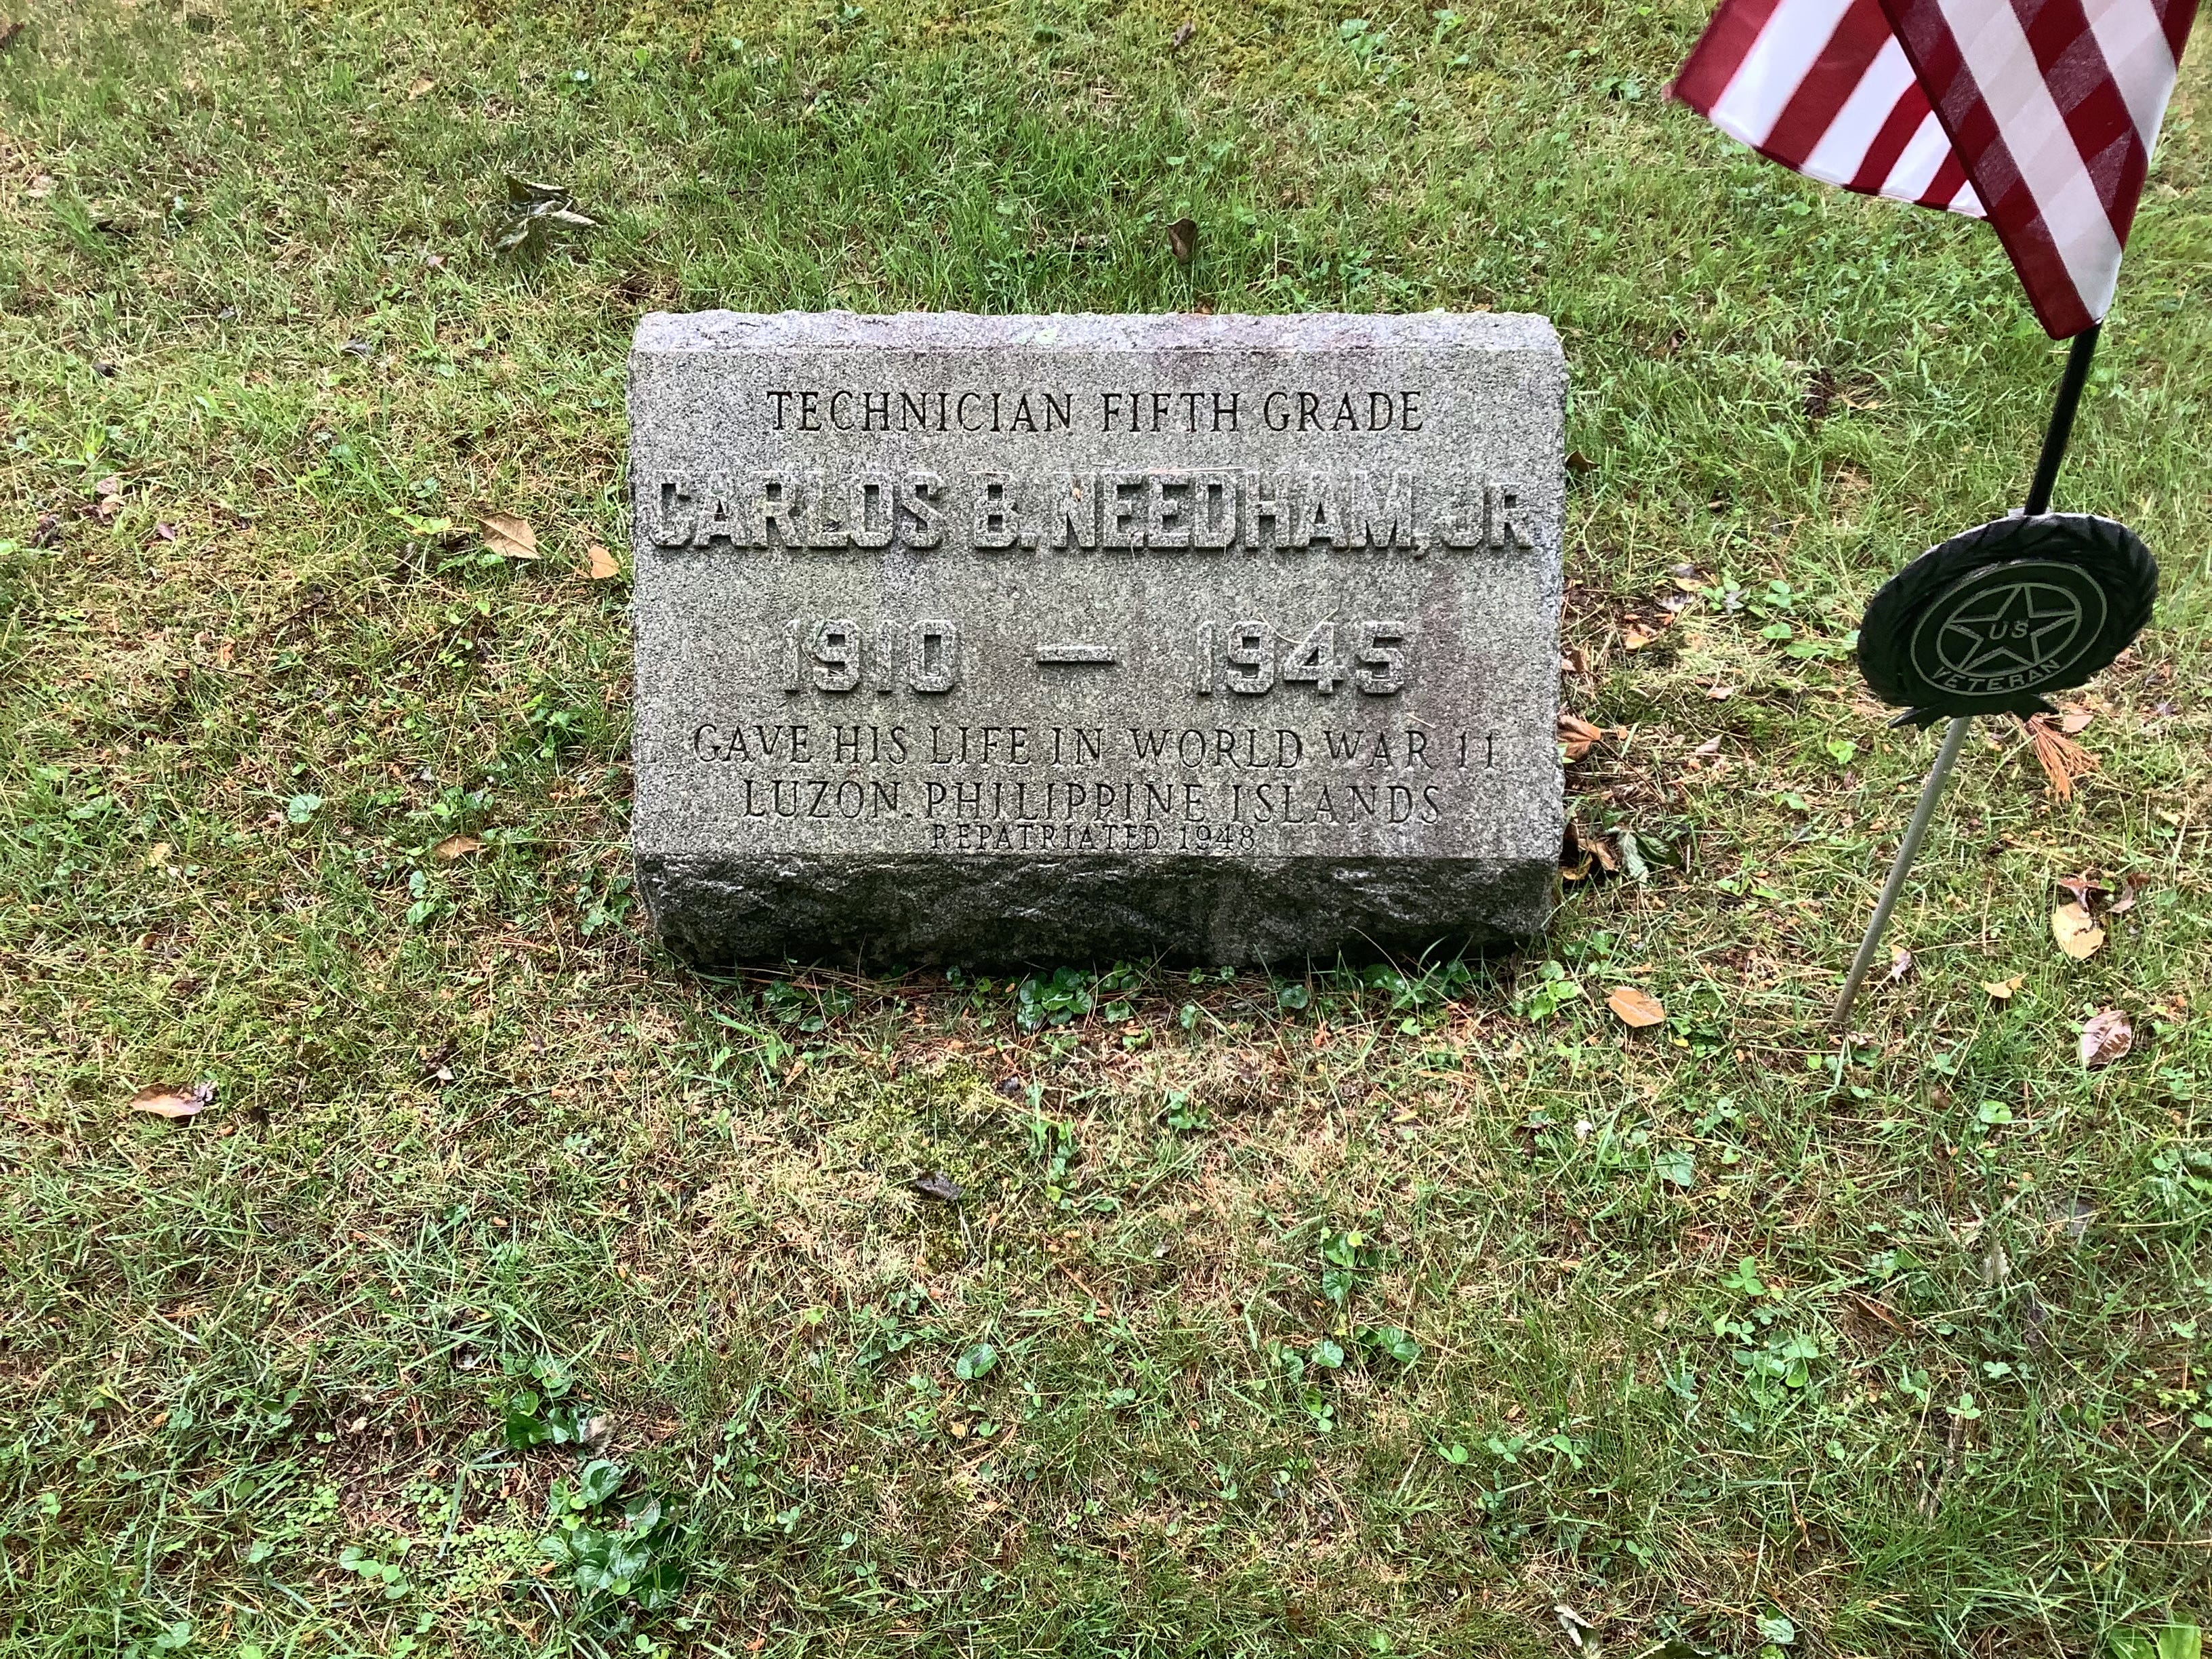 TECHNICIAN FIFTH GRADE
CARLOS B. NEEDHAM, JR
1910 — 1945
GAVE HIS LIFE IN WORLD WAR 11
LUZON. PHILIPPINE ISLANDS
REPATRIATED 1948
US
VETERAN